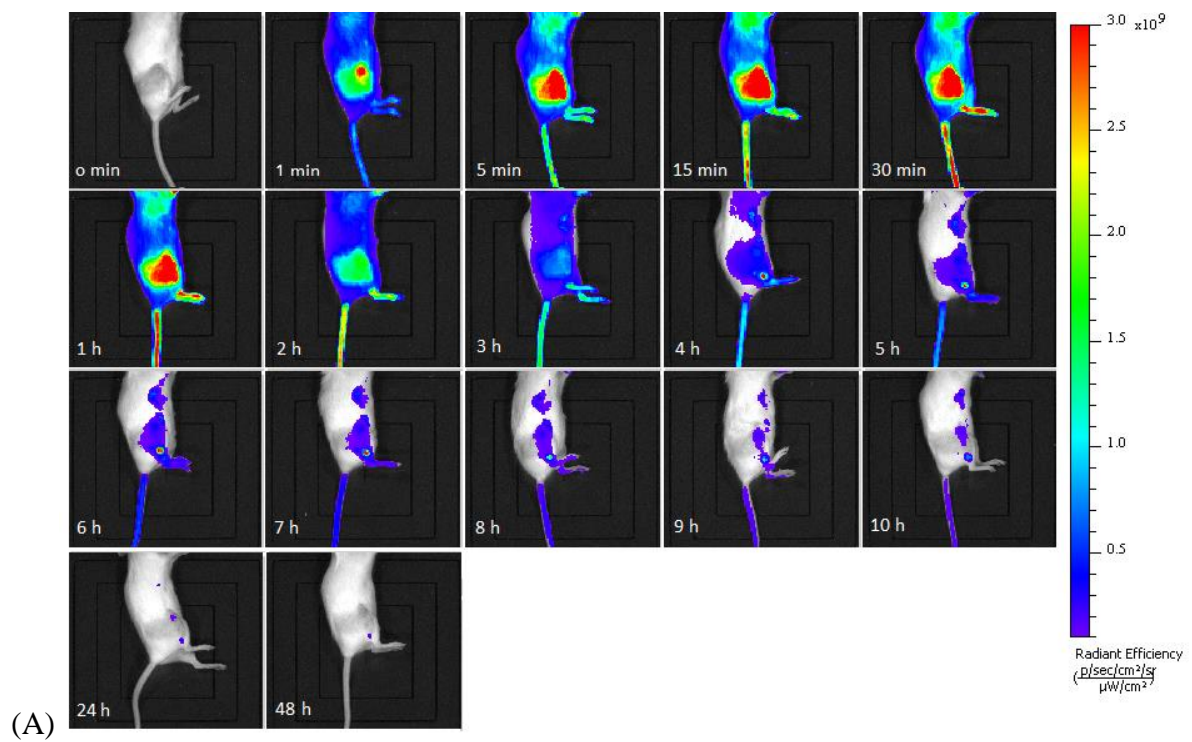 o min
1 min
5 min
15 min
30 min
1 h
2 h
3 h
4 h
5 h
6 h
7 h
8 h
9 h
10 h
24 h
48 h
3.0 x10⁹
2.5
2.0
1.5
1.0
0.5
Radiant Efficiency
(p/sec/cm²/sr
µW/cm²)
(A)